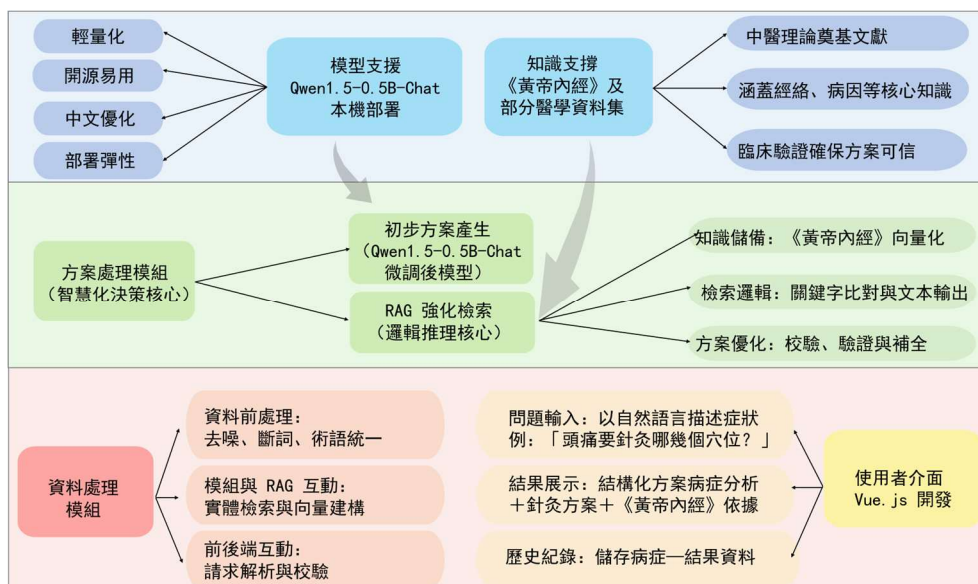 輕量化
開源易用
中文優化
部署彈性
模型支援
Qwen1.5-0.5B-Chat
本機部署
知識支撐
《黃帝內經》及
部分醫學資料集
中醫理論奠基文獻
涵蓋經絡、病因等核心知識
臨床驗證確保方案可信
方案處理模組
(智慧化決策核心)
初步方案產生
(Qwen1.5-0.5B-Chat
微調後模型)
RAG 強化檢索
(邏輯推理核心)
知識儲備：《黃帝內經》向量化
檢索邏輯：關鍵字比對與文本輸出
方案優化：校驗、驗證與補全
資料處理
模組
資料前處理：
去噪、斷詞、術語統一
模組與 RAG 互動：
實體檢索與向量建構
前後端互動：
請求解析與校驗
問題輸入：以自然語言描述症狀
例：「頭痛要針灸哪幾個穴位？」
結果展示：結構化方案病症分析
＋針灸方案＋《黃帝內經》依據
歷史紀錄：儲存病症—結果資料
使用者介面
Vue.js 開發